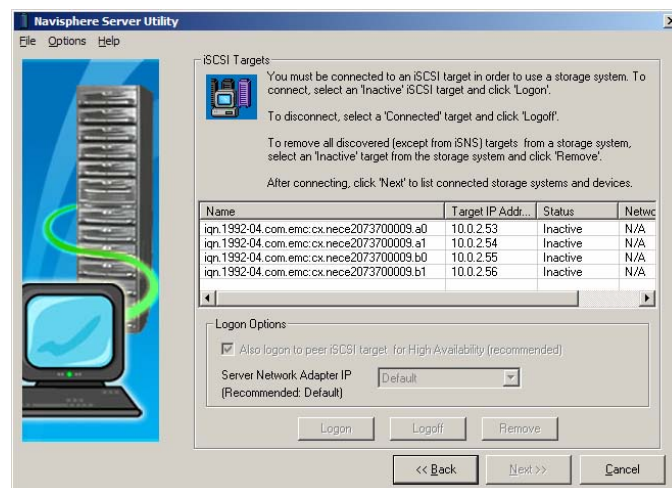 Navisphere Server Utility
File Options Help
iSCSI Targets
You must be connected to an iSCSI target in order to use a storage system. To
connect, select an 'Inactive' iSCSI target and click 'Logon'.
To disconnect, select a 'Connected' target and click 'Logoff'.
To remove all discovered (except from iSNS) targets from a storage system,
select an 'Inactive' target from the storage system and click 'Remove'.
After connecting, click 'Next' to list connected storage systems and devices.
Name Target IP Addr... Status Netwc
iqn.1992-04.com.emc:cx.nece2073700009.a0 10.0.2.53 Inactive N/A
iqn.1992-04.com.emc:cx.nece2073700009.a1 10.0.2.54 Inactive N/A
iqn.1992-04.com.emc:cx.nece2073700009.b0 10.0.2.55 Inactive N/A
iqn.1992-04.com.emc:cx.nece2073700009.b1 10.0.2.56 Inactive N/A
Logon Options
Also logon to peer iSCSI target for High Availability (recommended)
Server Network Adapter IP Default
(Recommended: Default)
Logon Logoff Remove
<< Back Next >> Cancel